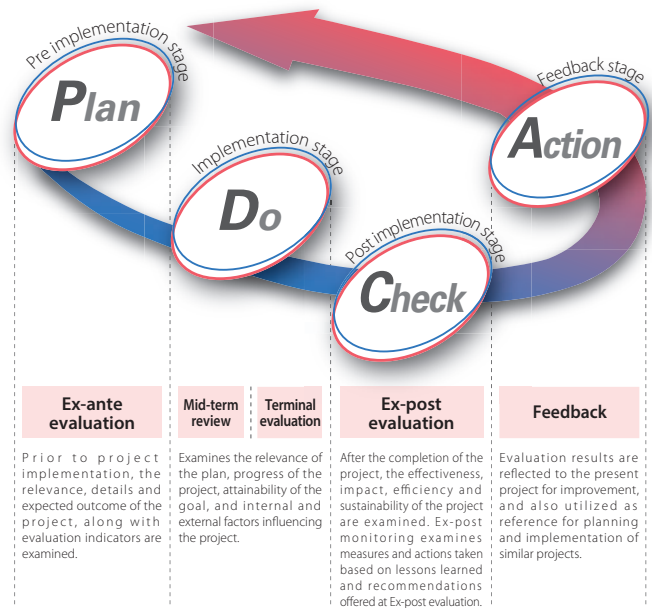 Pre implementation stage
Plan
Implementation stage
Do
Post implementation stage
Check
Feedback stage
Action
Ex-ante
evaluation
Prior to project
implementation, the
relevance, details and
expected outcome of the
project, along with
evaluation indicators are
examined.
Mid-term
review
Terminal
evaluation
Examines the relevance of
the plan, progress of the
project, attainability of the
goal, and internal and
external factors influencing
the project.
Ex-post
evaluation
After the completion of the
project, the effectiveness,
impact, efficiency and
sustainability of the project
are examined. Ex-post
monitoring examines
measures and actions taken
based on lessons learned
and recommendations
offered at Ex-post evaluation.
Feedback
Evaluation results are
reflected to the present
project for improvement,
and also utilized as
reference for planning
and implementation of
similar projects.